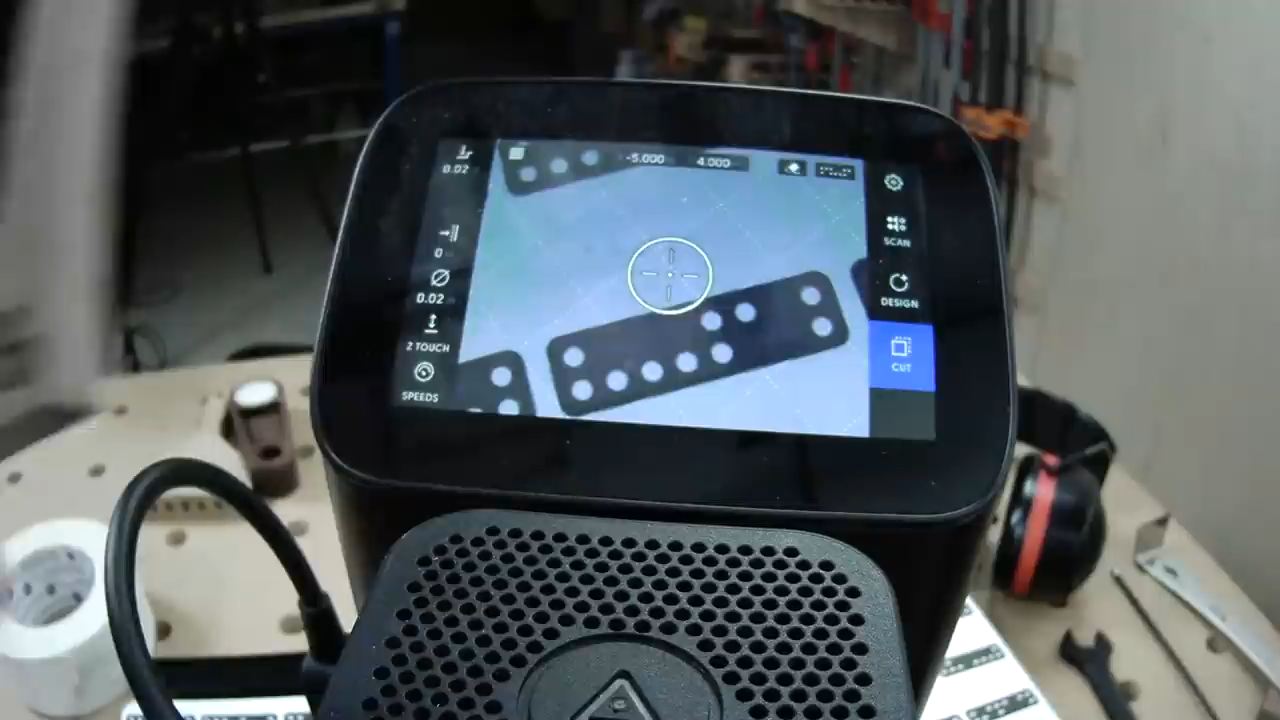 0.02
-5.000 4.000
0
0.02
Z TOUCH
SPEEDS
SCAN
DESIGN
CUT